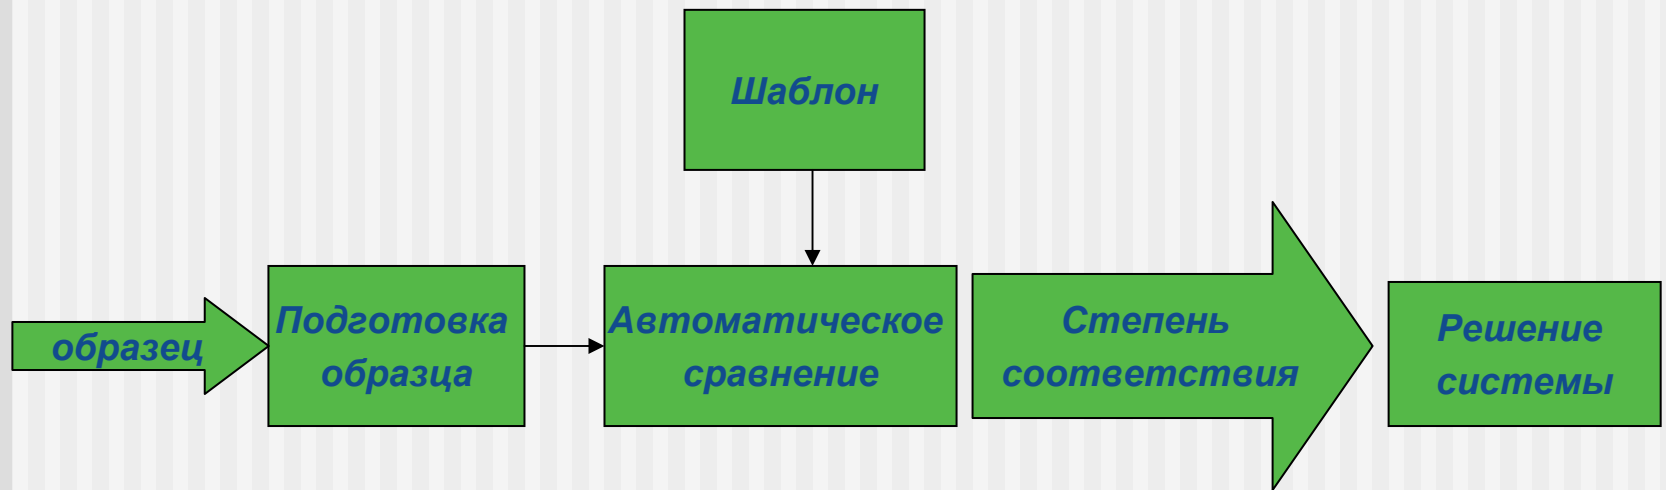 Шаблон
образец
Подготовка
образца
Автоматическое
сравнение
Степень
соответствия
Решение
системы